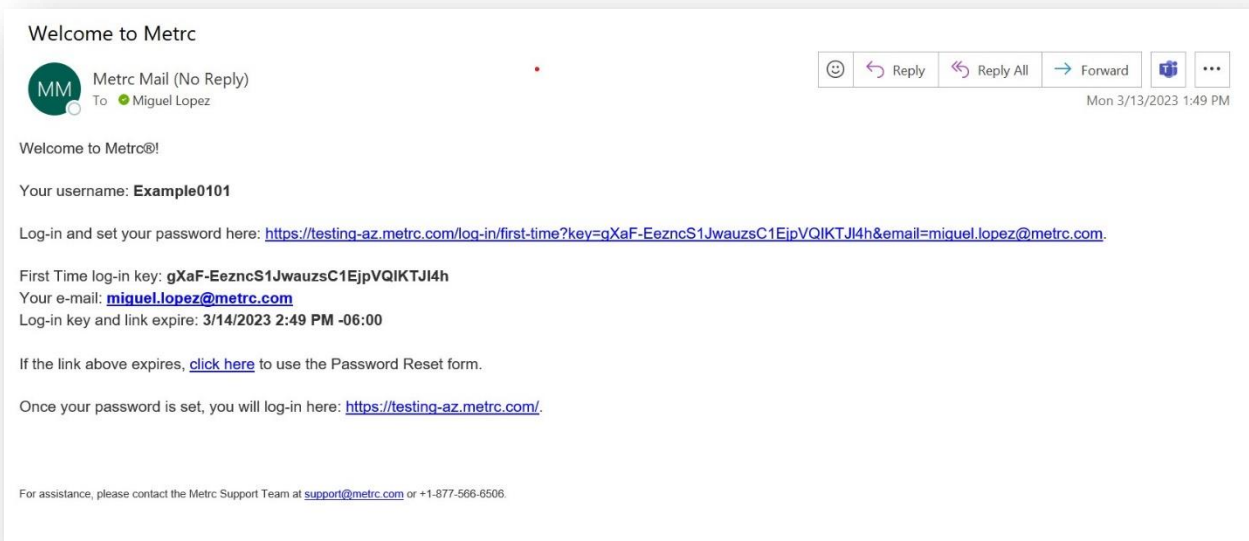 Welcome to Metrc
MM
Metrc Mail (No Reply)
To Miguel Lopez
Reply
Reply All
Forward
Mon 3/13/2023 1:49 PM
Welcome to Metrc®!
Your username: Example0101
Log-in and set your password here: https://testing-az.metrc.com/log-in/first-time?key=gXaF-EezncS1JwauzsC1EjpVQIKTJl4h&email=miguel.lopez@metrc.com.
First Time log-in key: gXaF-EezncS1JwauzsC1EjpVQIKTJl4h
Your e-mail: miguel.lopez@metrc.com
Log-in key and link expire: 3/14/2023 2:49 PM -06:00
If the link above expires, click here to use the Password Reset form.
Once your password is set, you will log-in here: https://testing-az.metrc.com/.
For assistance, please contact the Metrc Support Team at support@metrc.com or +1-877-566-6506.